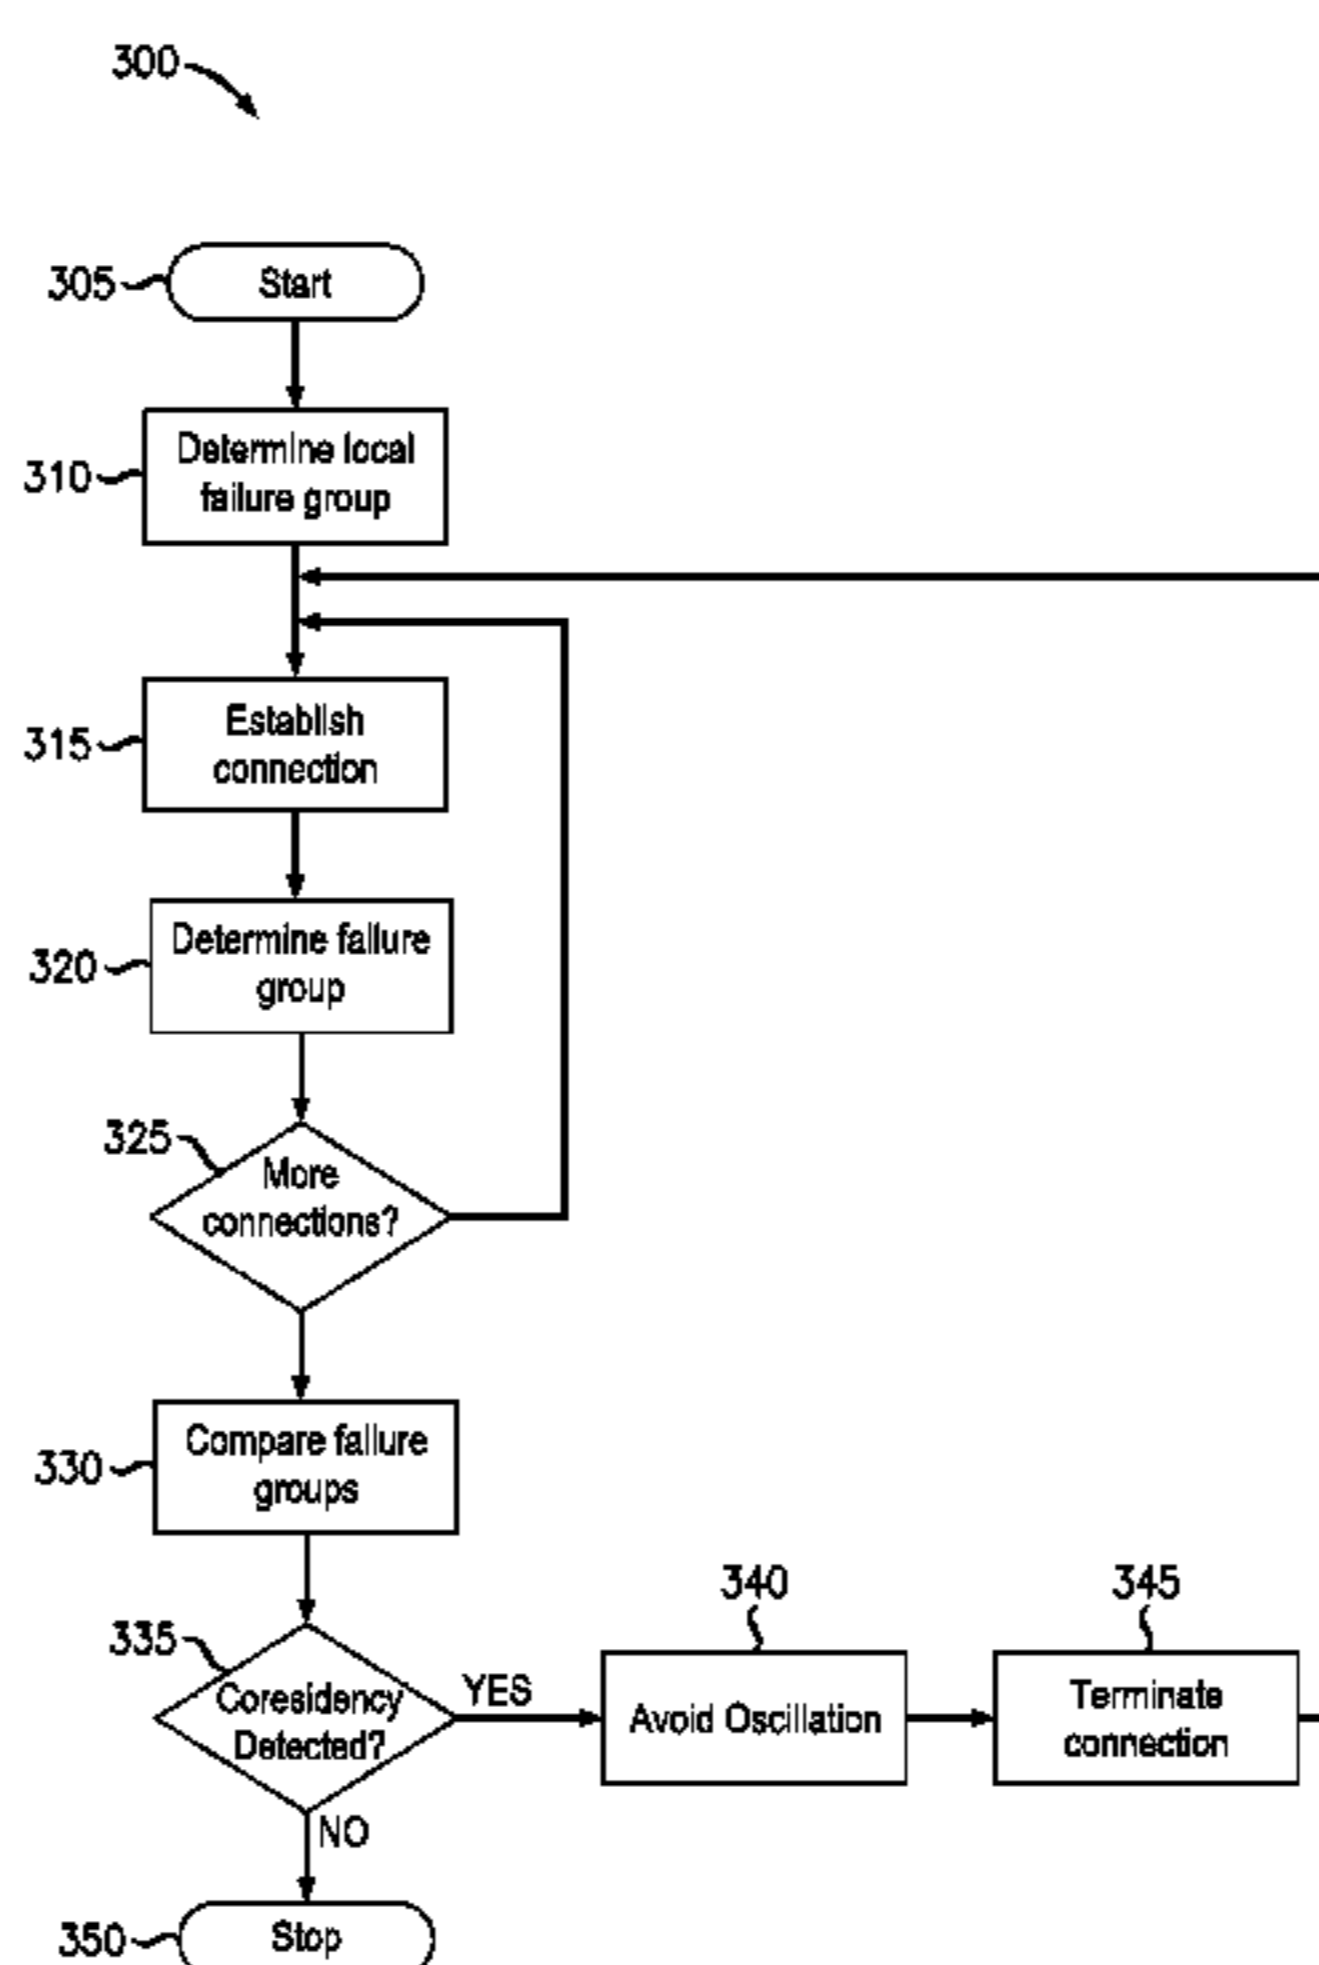 300
305
Start
310
Determine local
failure group
315
Establish
connection
320
Determine failure
group
325
More
connections?
330
Compare failure
groups
335
Coresidency
Detected?
YES
340
Avoid Oscillation
345
Terminate
connection
NO
350
Stop